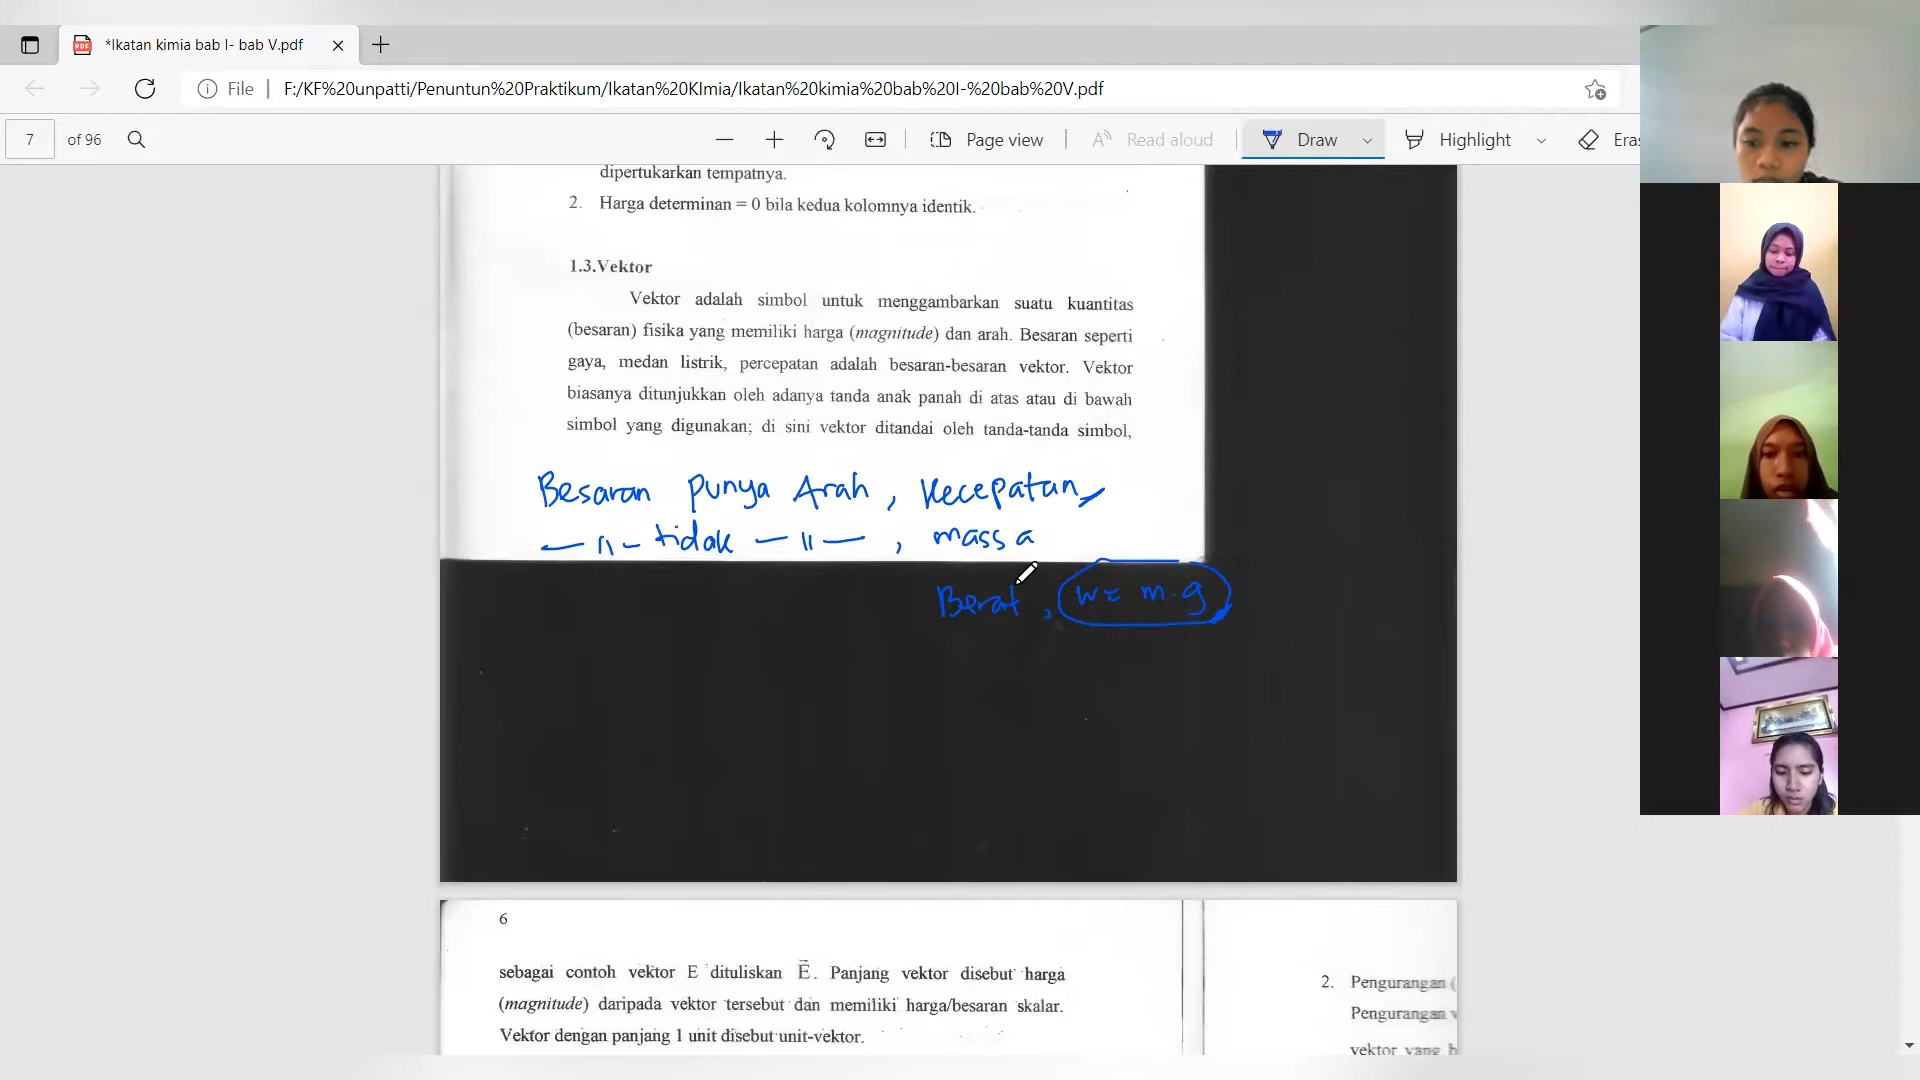 *Ikatan kimia bab I- bab V.pdf
File
F:/KF%20unpatti/Penuntun%20Praktikum/Ikatan%20KImia/Ikatan%20kimia%20bab%20I-%20bab%20V.pdf
7 of 96
Page view
Read aloud
Draw
Highlight
Eras
dipertukarkan tempatnya.
2. Harga determinan = 0 bila kedua kolomnya identik.
1.3.Vektor
Vektor adalah simbol untuk menggambarkan suatu kuantitas
(besaran) fisika yang memiliki harga (magnitude) dan arah. Besaran seperti
gaya, medan listrik, percepatan adalah besaran-besaran vektor. Vektor
biasanya ditunjukkan oleh adanya tanda anak panah di atas atau di bawah
simbol yang digunakan; di sini vektor ditandai oleh tanda-tanda simbol,
Besaran Punya Arah, Kecepatan
— 〃 – tidak — 〃 —, massa
Berat, w = m.g
6
sebagai contoh vektor E dituliskan E⃗. Panjang vektor disebut harga
(magnitude) daripada vektor tersebut dan memiliki harga/besaran skalar.
Vektor dengan panjang 1 unit disebut unit-vektor.
2. Pengurangan (
Pengurangan v
vektor yang b